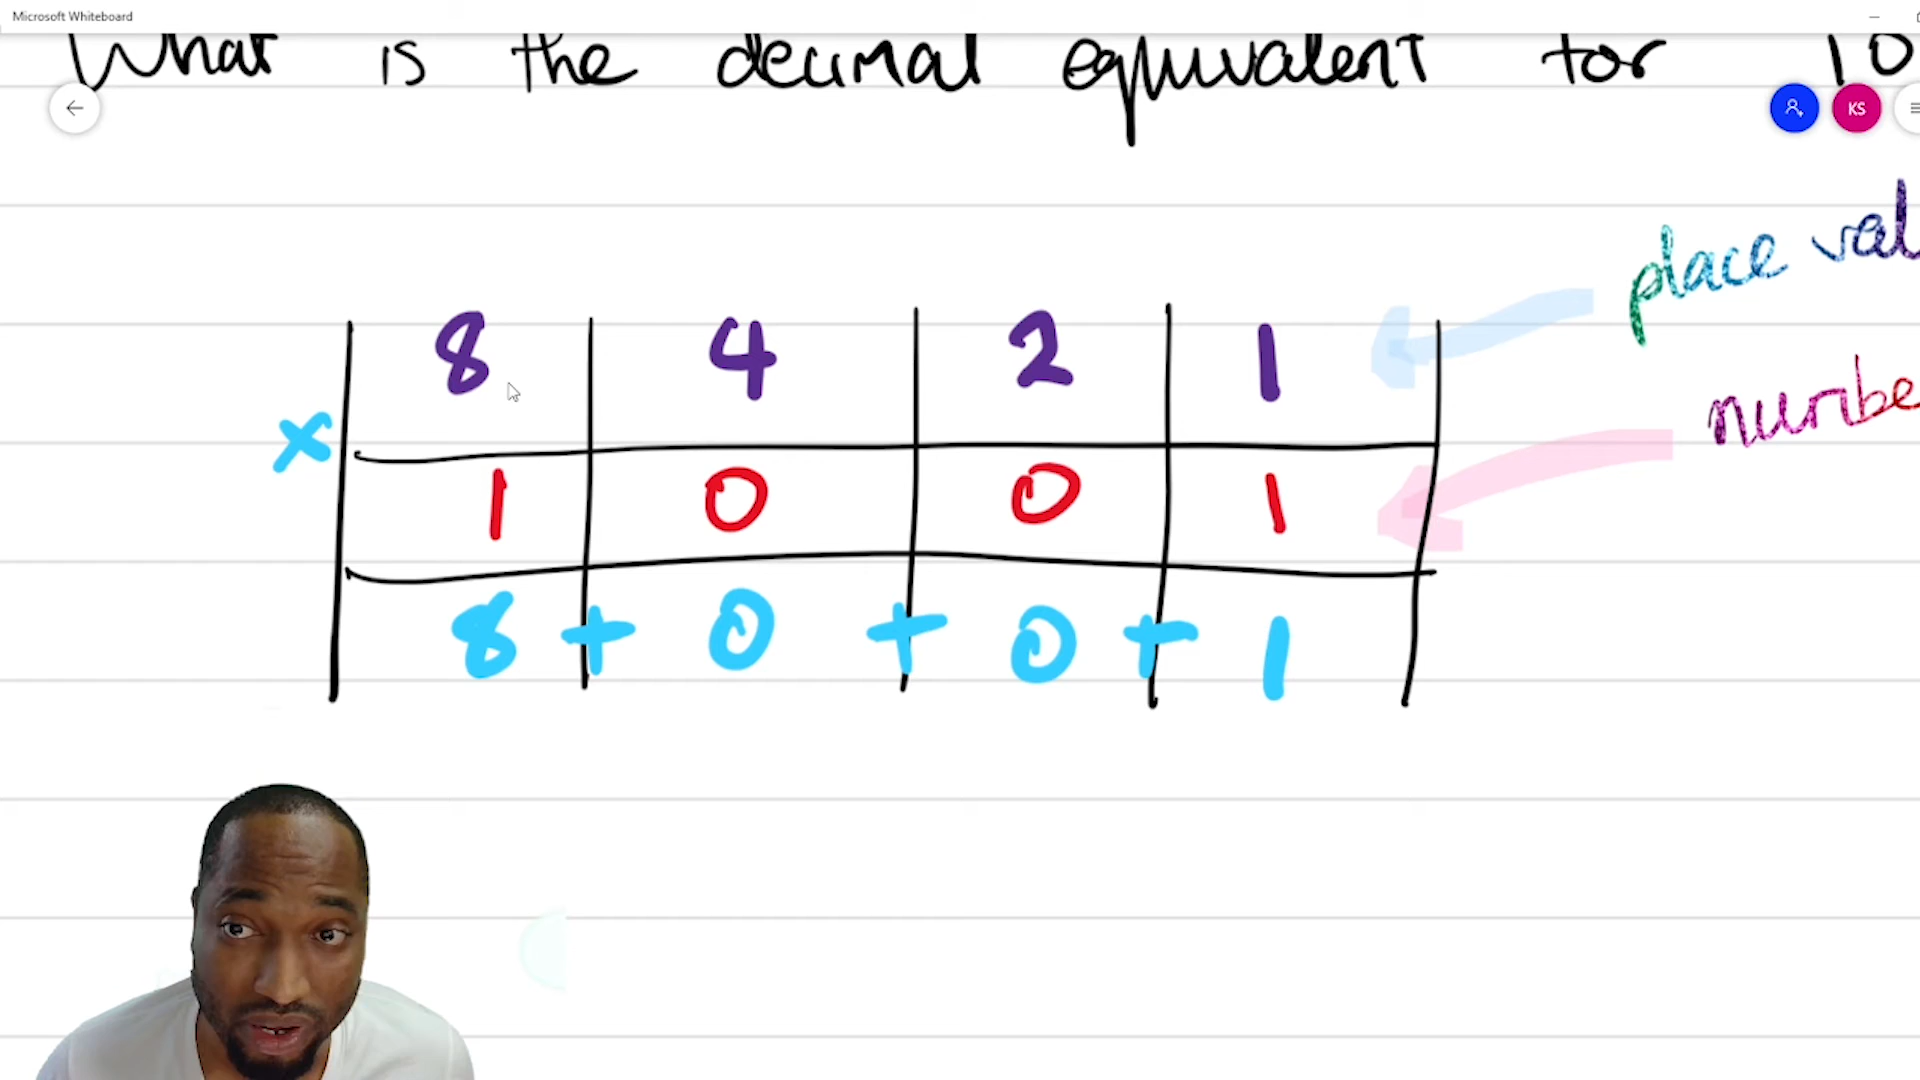 Microsoft Whiteboard
What is the decimal equivalent for 10
KS
place val
8 4 2 1
numbe
x
1 0 0 1
8 + 0 + 0 + 1